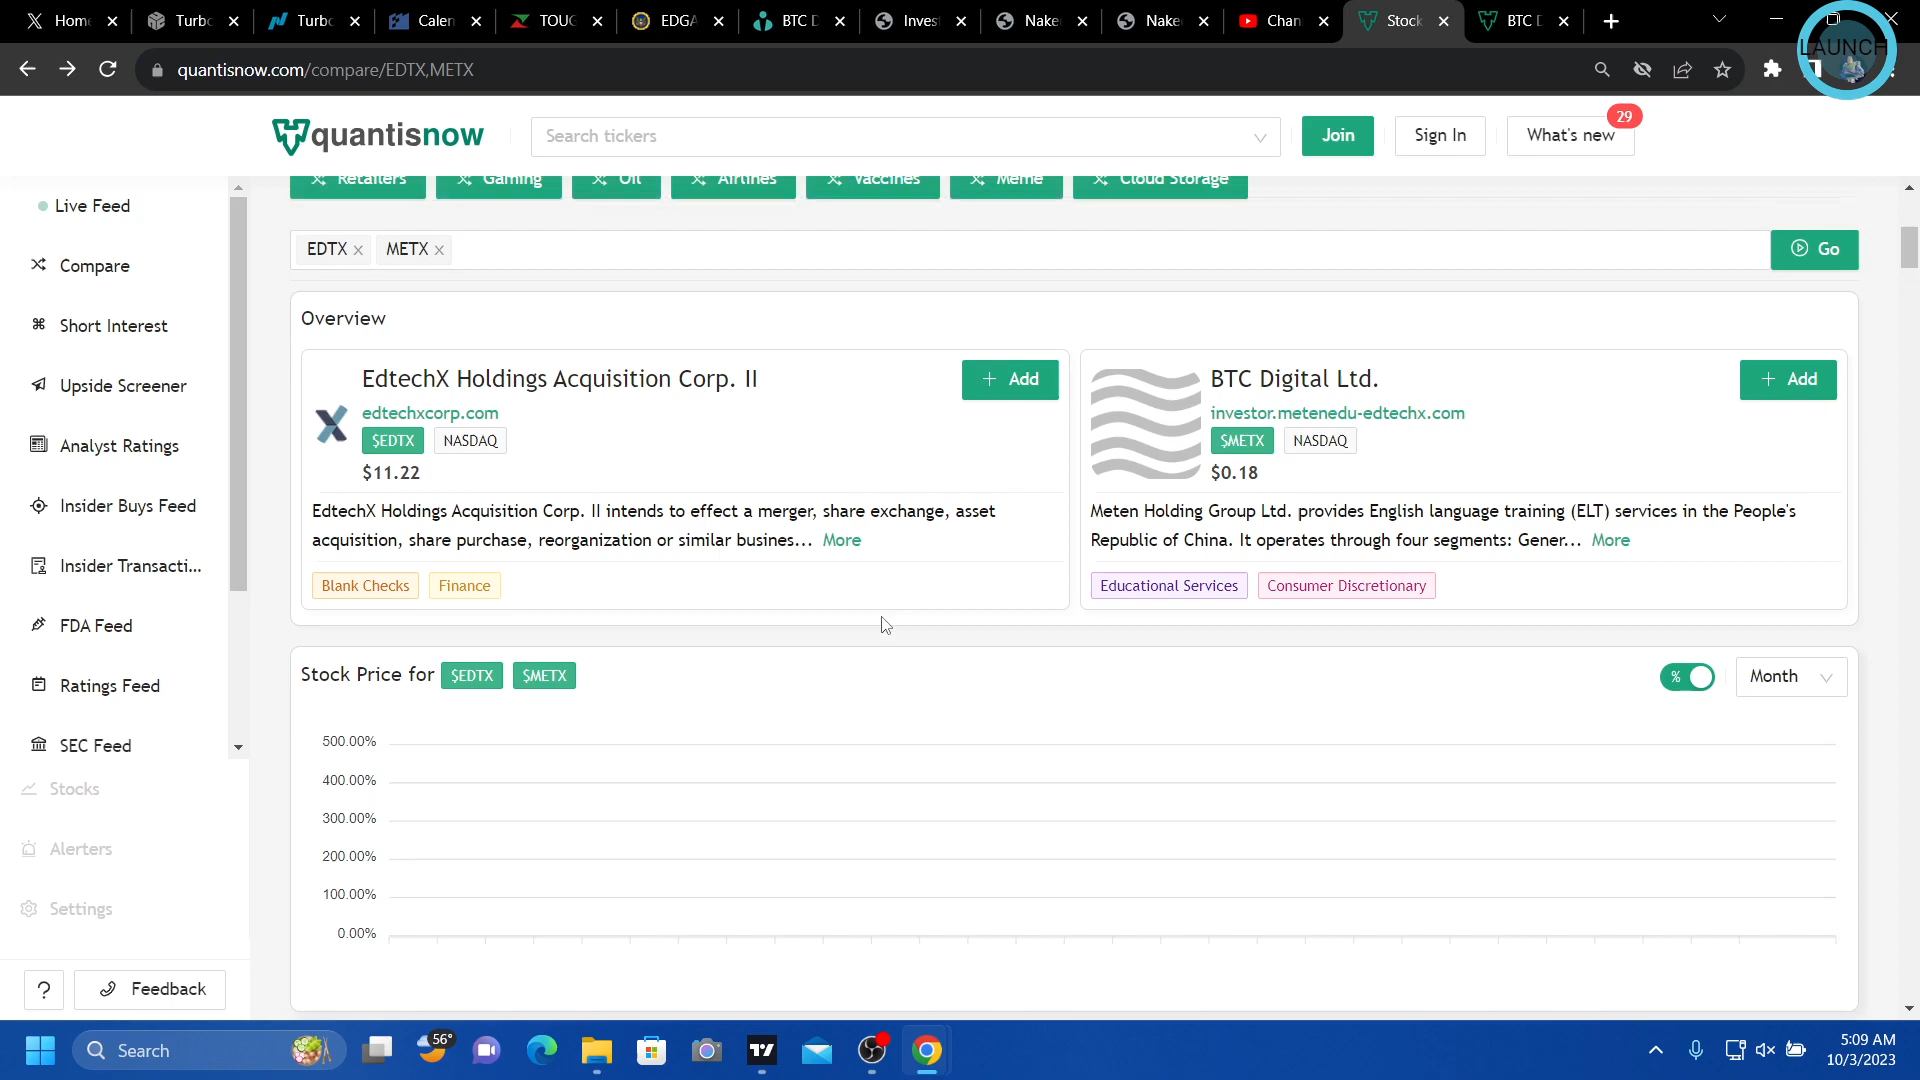 Home
Turbo
Turbo
Calen
TOUG
EDGA
BTC D
Inves
Nake
Nake
Chan
Stock
BTC D
LAUNCH
quantisnow.com/compare/EDTX,METX
quantisnow
Search tickers
Join
Sign In
What's new
29
Retailers
Gaming
Oil
Airlines
Vaccines
Meme
Cloud Storage
Live Feed
Compare
Short Interest
Upside Screener
Analyst Ratings
Insider Buys Feed
Insider Transacti...
FDA Feed
Ratings Feed
SEC Feed
Stocks
Alerters
Settings
?
Feedback
EDTX
METX
Go
Overview
EdtechX Holdings Acquisition Corp. II
+ Add
edtechxcorp.com
$EDTX
NASDAQ
$11.22
EdtechX Holdings Acquisition Corp. II intends to effect a merger, share exchange, asset
acquisition, share purchase, reorganization or similar busines... More
Blank Checks
Finance
BTC Digital Ltd.
+ Add
investor.metenedu-edtechx.com
$METX
NASDAQ
$0.18
Meten Holding Group Ltd. provides English language training (ELT) services in the People's
Republic of China. It operates through four segments: Gener... More
Educational Services
Consumer Discretionary
Stock Price for $EDTX $METX
%
Month
500.00%
400.00%
300.00%
200.00%
100.00%
0.00%
Search
56°
5:09 AM
10/3/2023